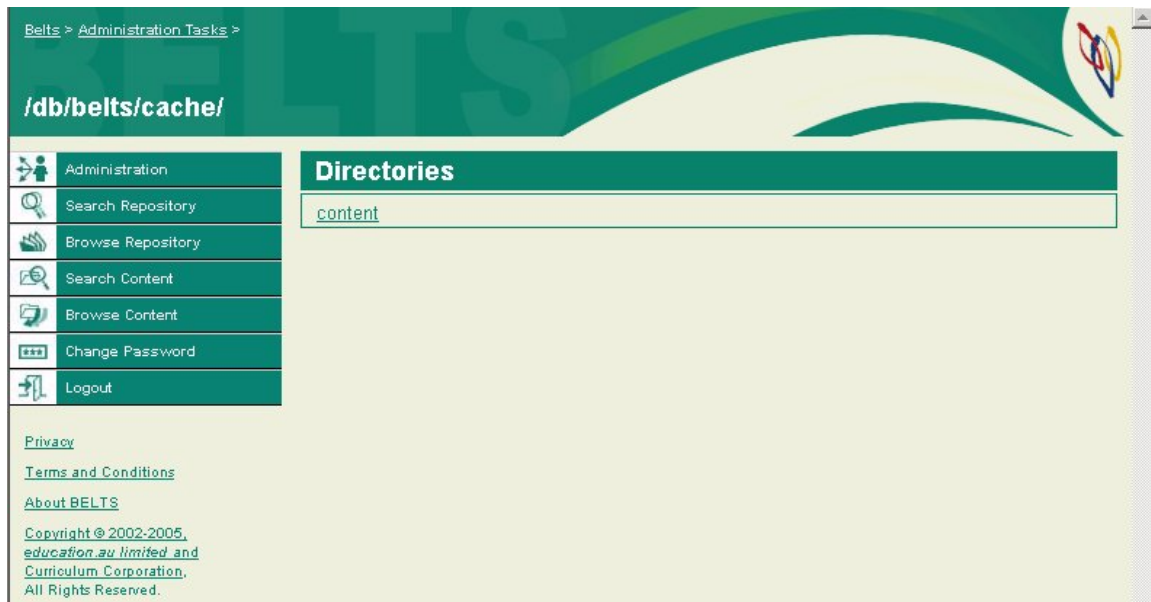 Belts > Administration Tasks >
BELTS
/db/belts/cache/
Administration
Search Repository
Browse Repository
Search Content
Browse Content
Change Password
Logout
Privacy
Terms and Conditions
About BELTS
Copyright © 2002-2005,
education.au limited and
Curriculum Corporation,
All Rights Reserved.
Directories
content